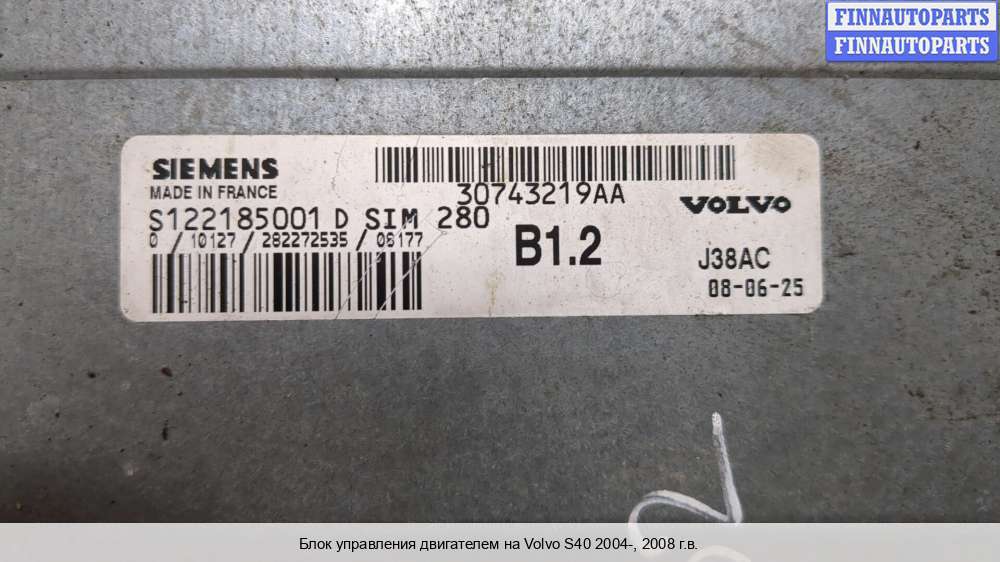 FINNAUTOPARTS
FINNAUTOPARTS
SIEMENS
MADE IN FRANCE
30743219AA
S122185001 D SIM 280
0 / 10127 / 282272535 / 06177
B1.2
VOLVO
J38AC
08-06-25
2
Блок управления двигателем на Volvo S40 2004-, 2008 г.в.